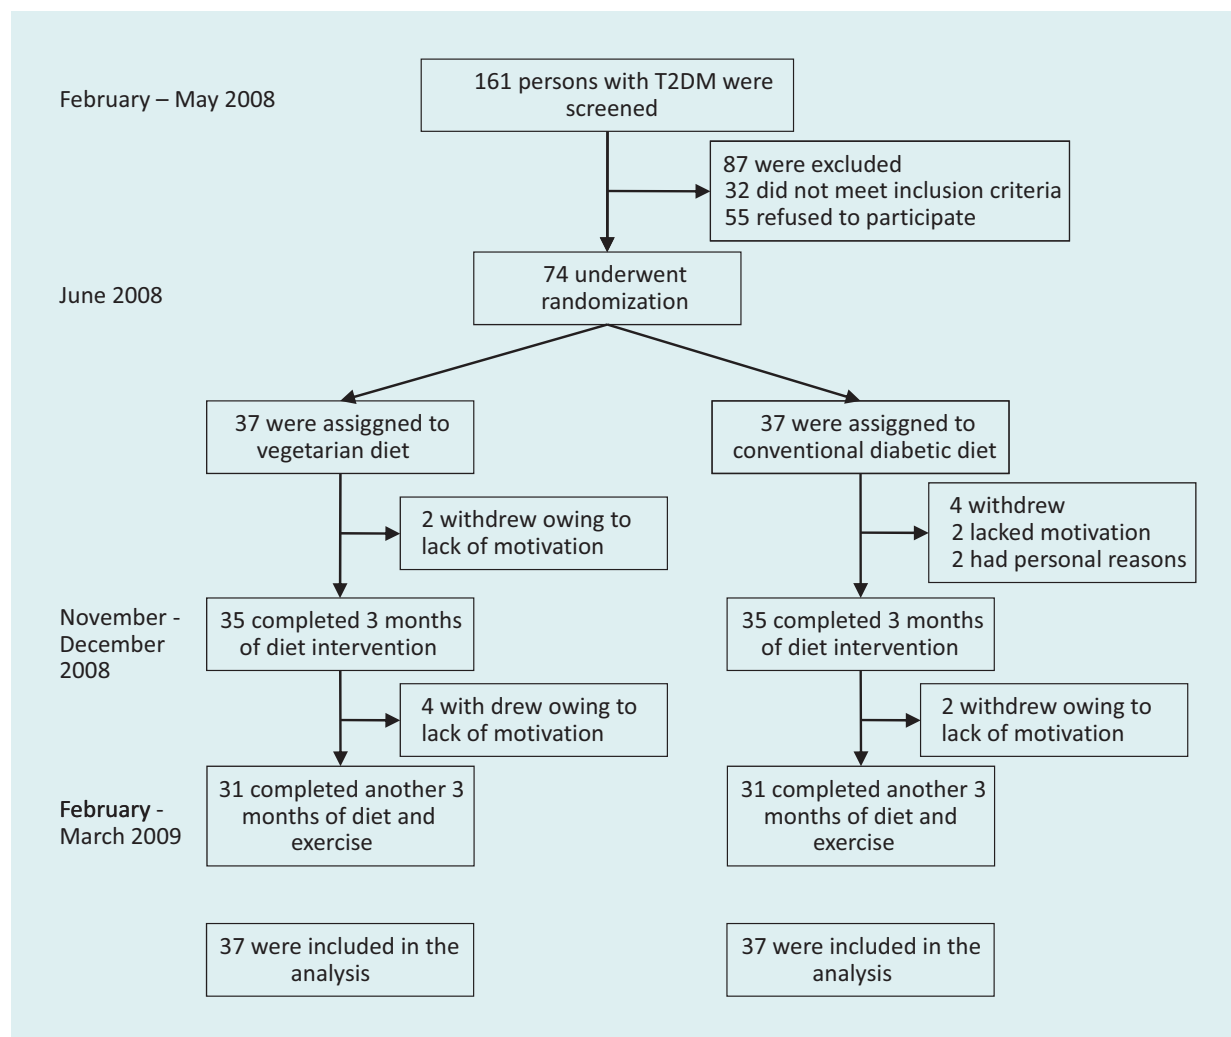 February – May 2008
161 persons with T2DM were
screened
87 were excluded
32 did not meet inclusion criteria
55 refused to participate
June 2008
74 underwent
randomization
37 were assiggned to
vegetarian diet
37 were assiggned to
conventional diabetic diet
2 withdrew owing to
lack of motivation
4 withdrew
2 lacked motivation
2 had personal reasons
November -
December
2008
35 completed 3 months
of diet intervention
35 completed 3 months
of diet intervention
4 with drew owing to
lack of motivation
2 withdrew owing to
lack of motivation
February -
March 2009
31 completed another 3
months of diet and
exercise
31 completed another 3
months of diet and
exercise
37 were included in the
analysis
37 were included in the
analysis